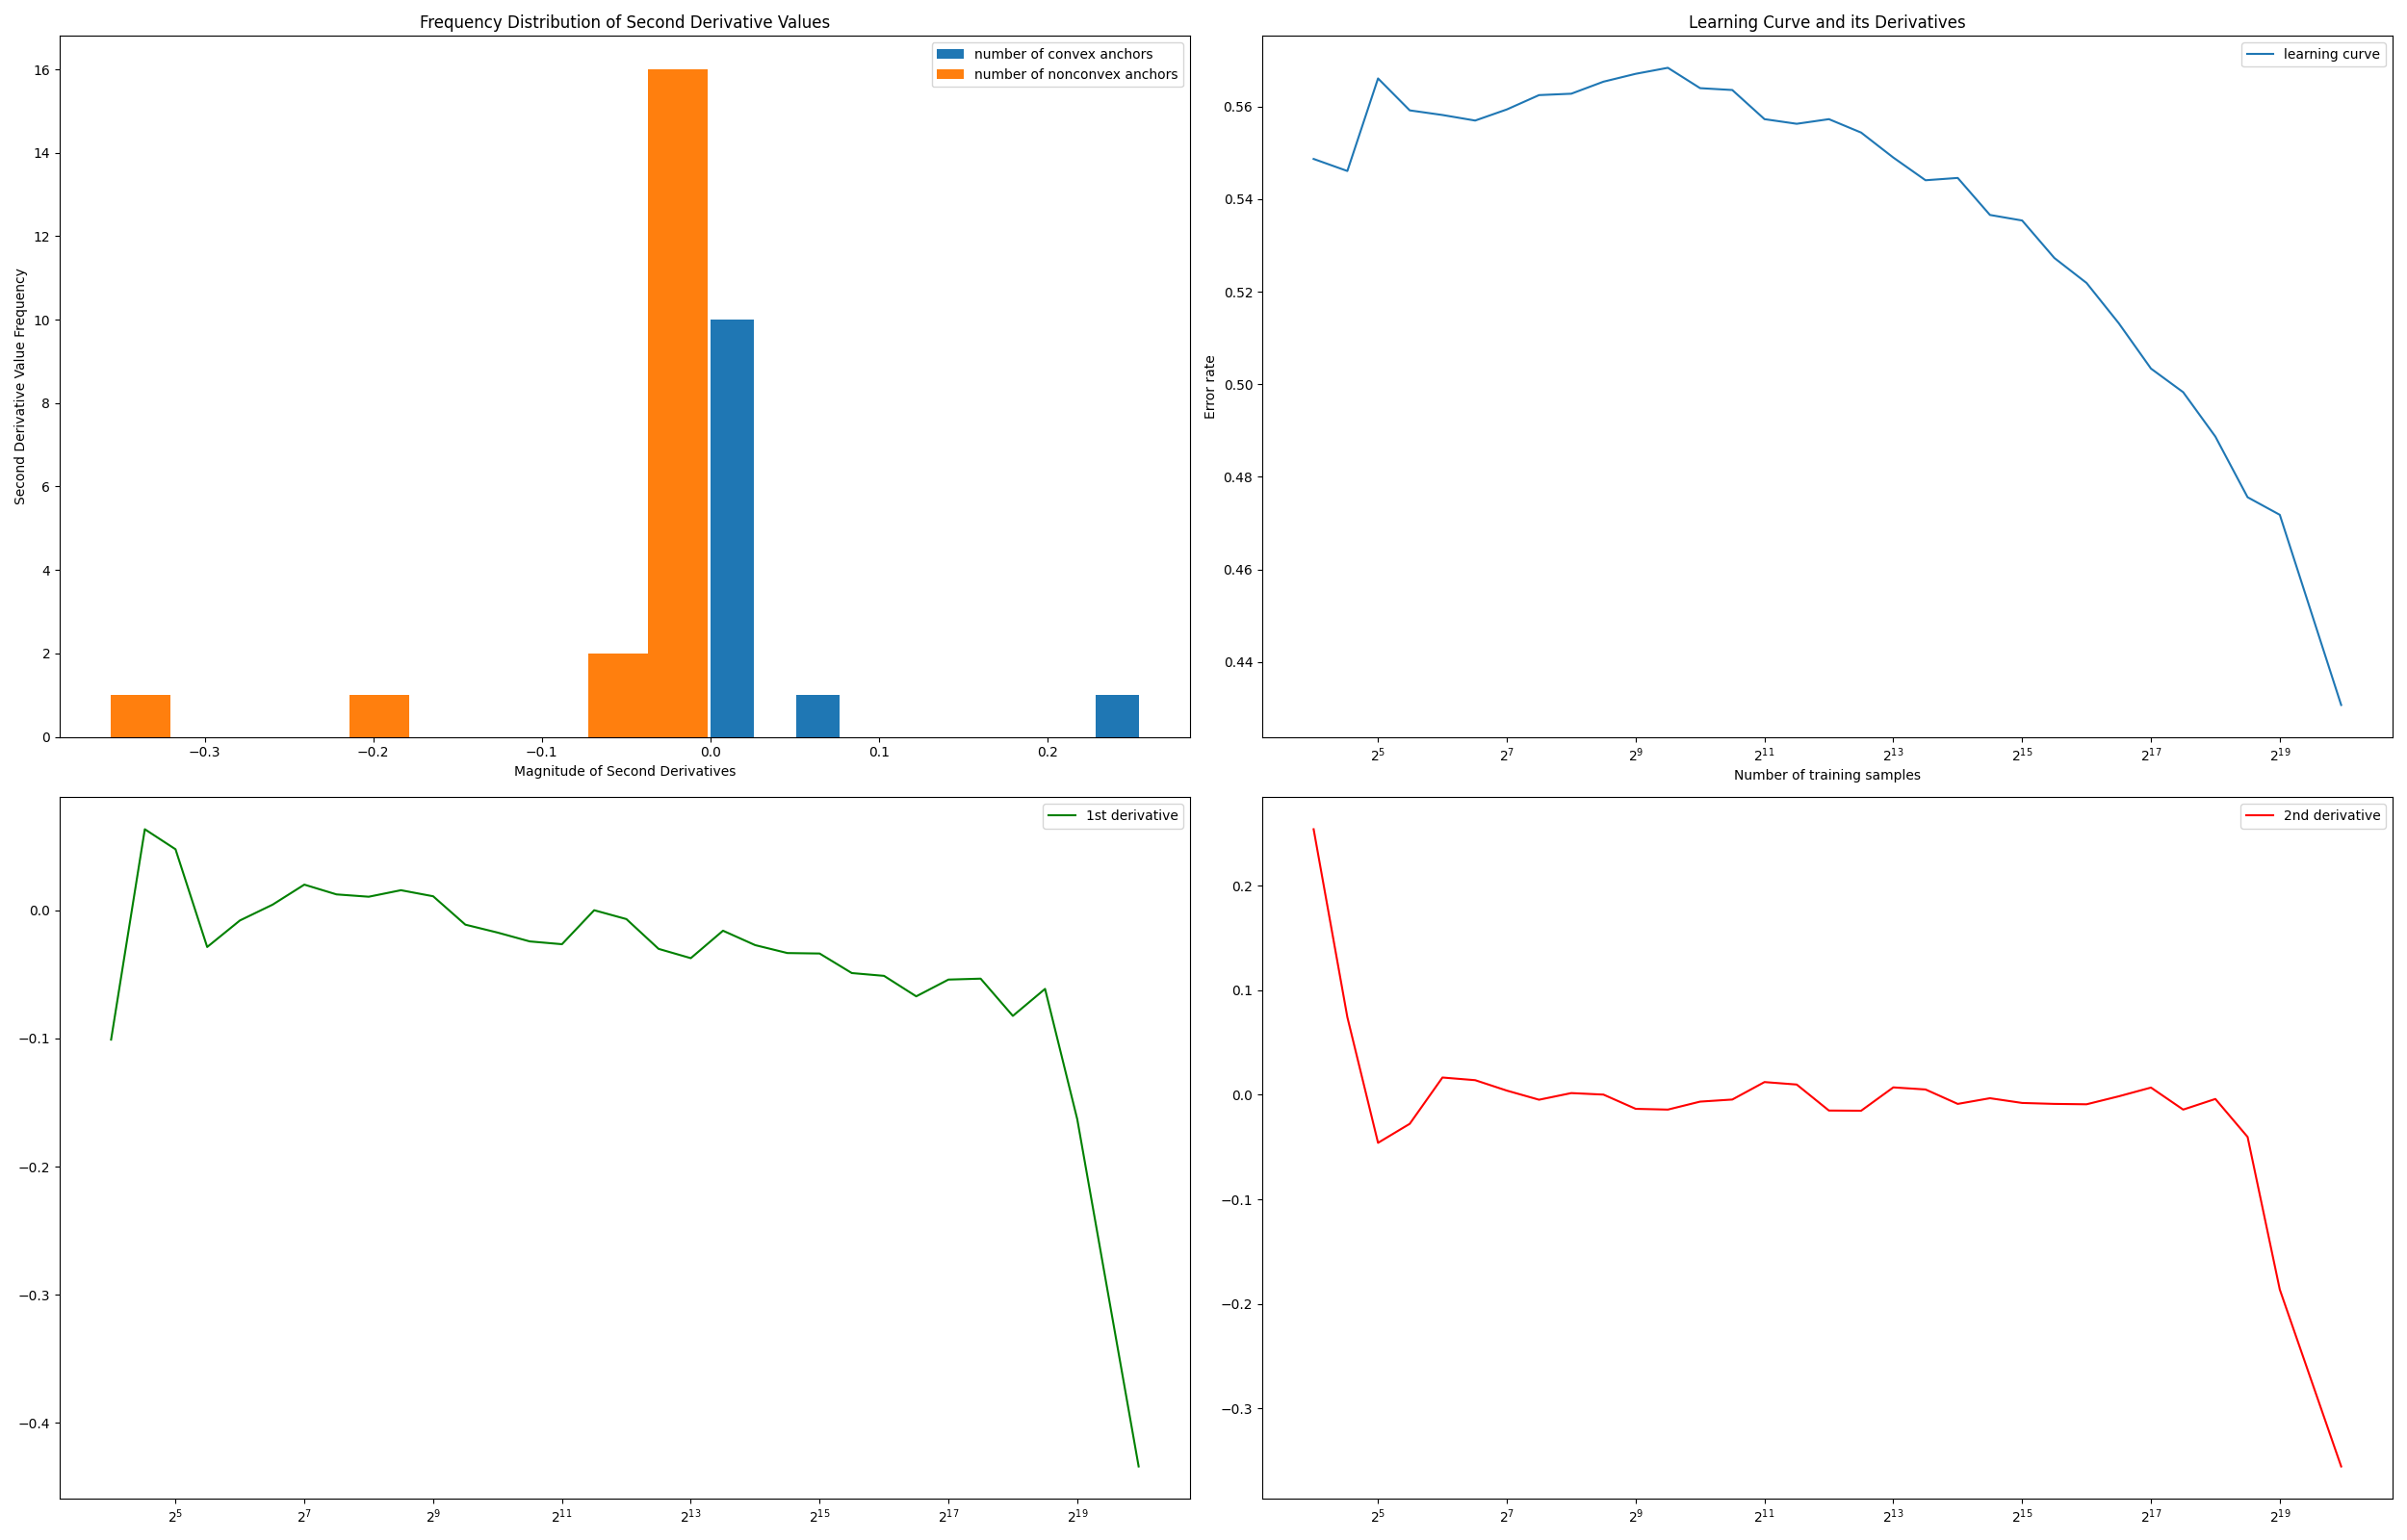 Frequency Distribution of Second Derivative Values
number of convex anchors
number of nonconvex anchors
Second Derivative Value Frequency
16
14
12
10
8
6
4
2
0
−0.3 −0.2 −0.1 0.0 0.1 0.2
Magnitude of Second Derivatives
Learning Curve and its Derivatives
learning curve
Error rate
0.56
0.54
0.52
0.50
0.48
0.46
0.44
2^5 2^7 2^9 2^11 2^13 2^15 2^17 2^19
Number of training samples
1st derivative
0.0
−0.1
−0.2
−0.3
−0.4
2^5 2^7 2^9 2^11 2^13 2^15 2^17 2^19
2nd derivative
0.2
0.1
0.0
−0.1
−0.2
−0.3
2^5 2^7 2^9 2^11 2^13 2^15 2^17 2^19